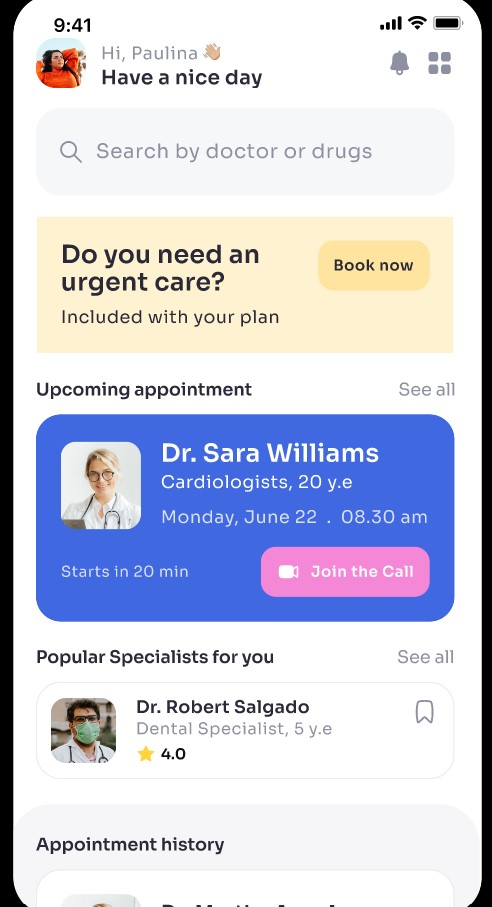 9:41
Hi, Paulina 👋🏼
Have a nice day
Search by doctor or drugs
Do you need an
urgent care?
Book now
Included with your plan
Upcoming appointment
See all
Dr. Sara Williams
Cardiologists, 20 y.e
Monday, June 22 . 08.30 am
Starts in 20 min
Join the Call
Popular Specialists for you
See all
Dr. Robert Salgado
Dental Specialist, 5 y.e
4.0
Appointment history